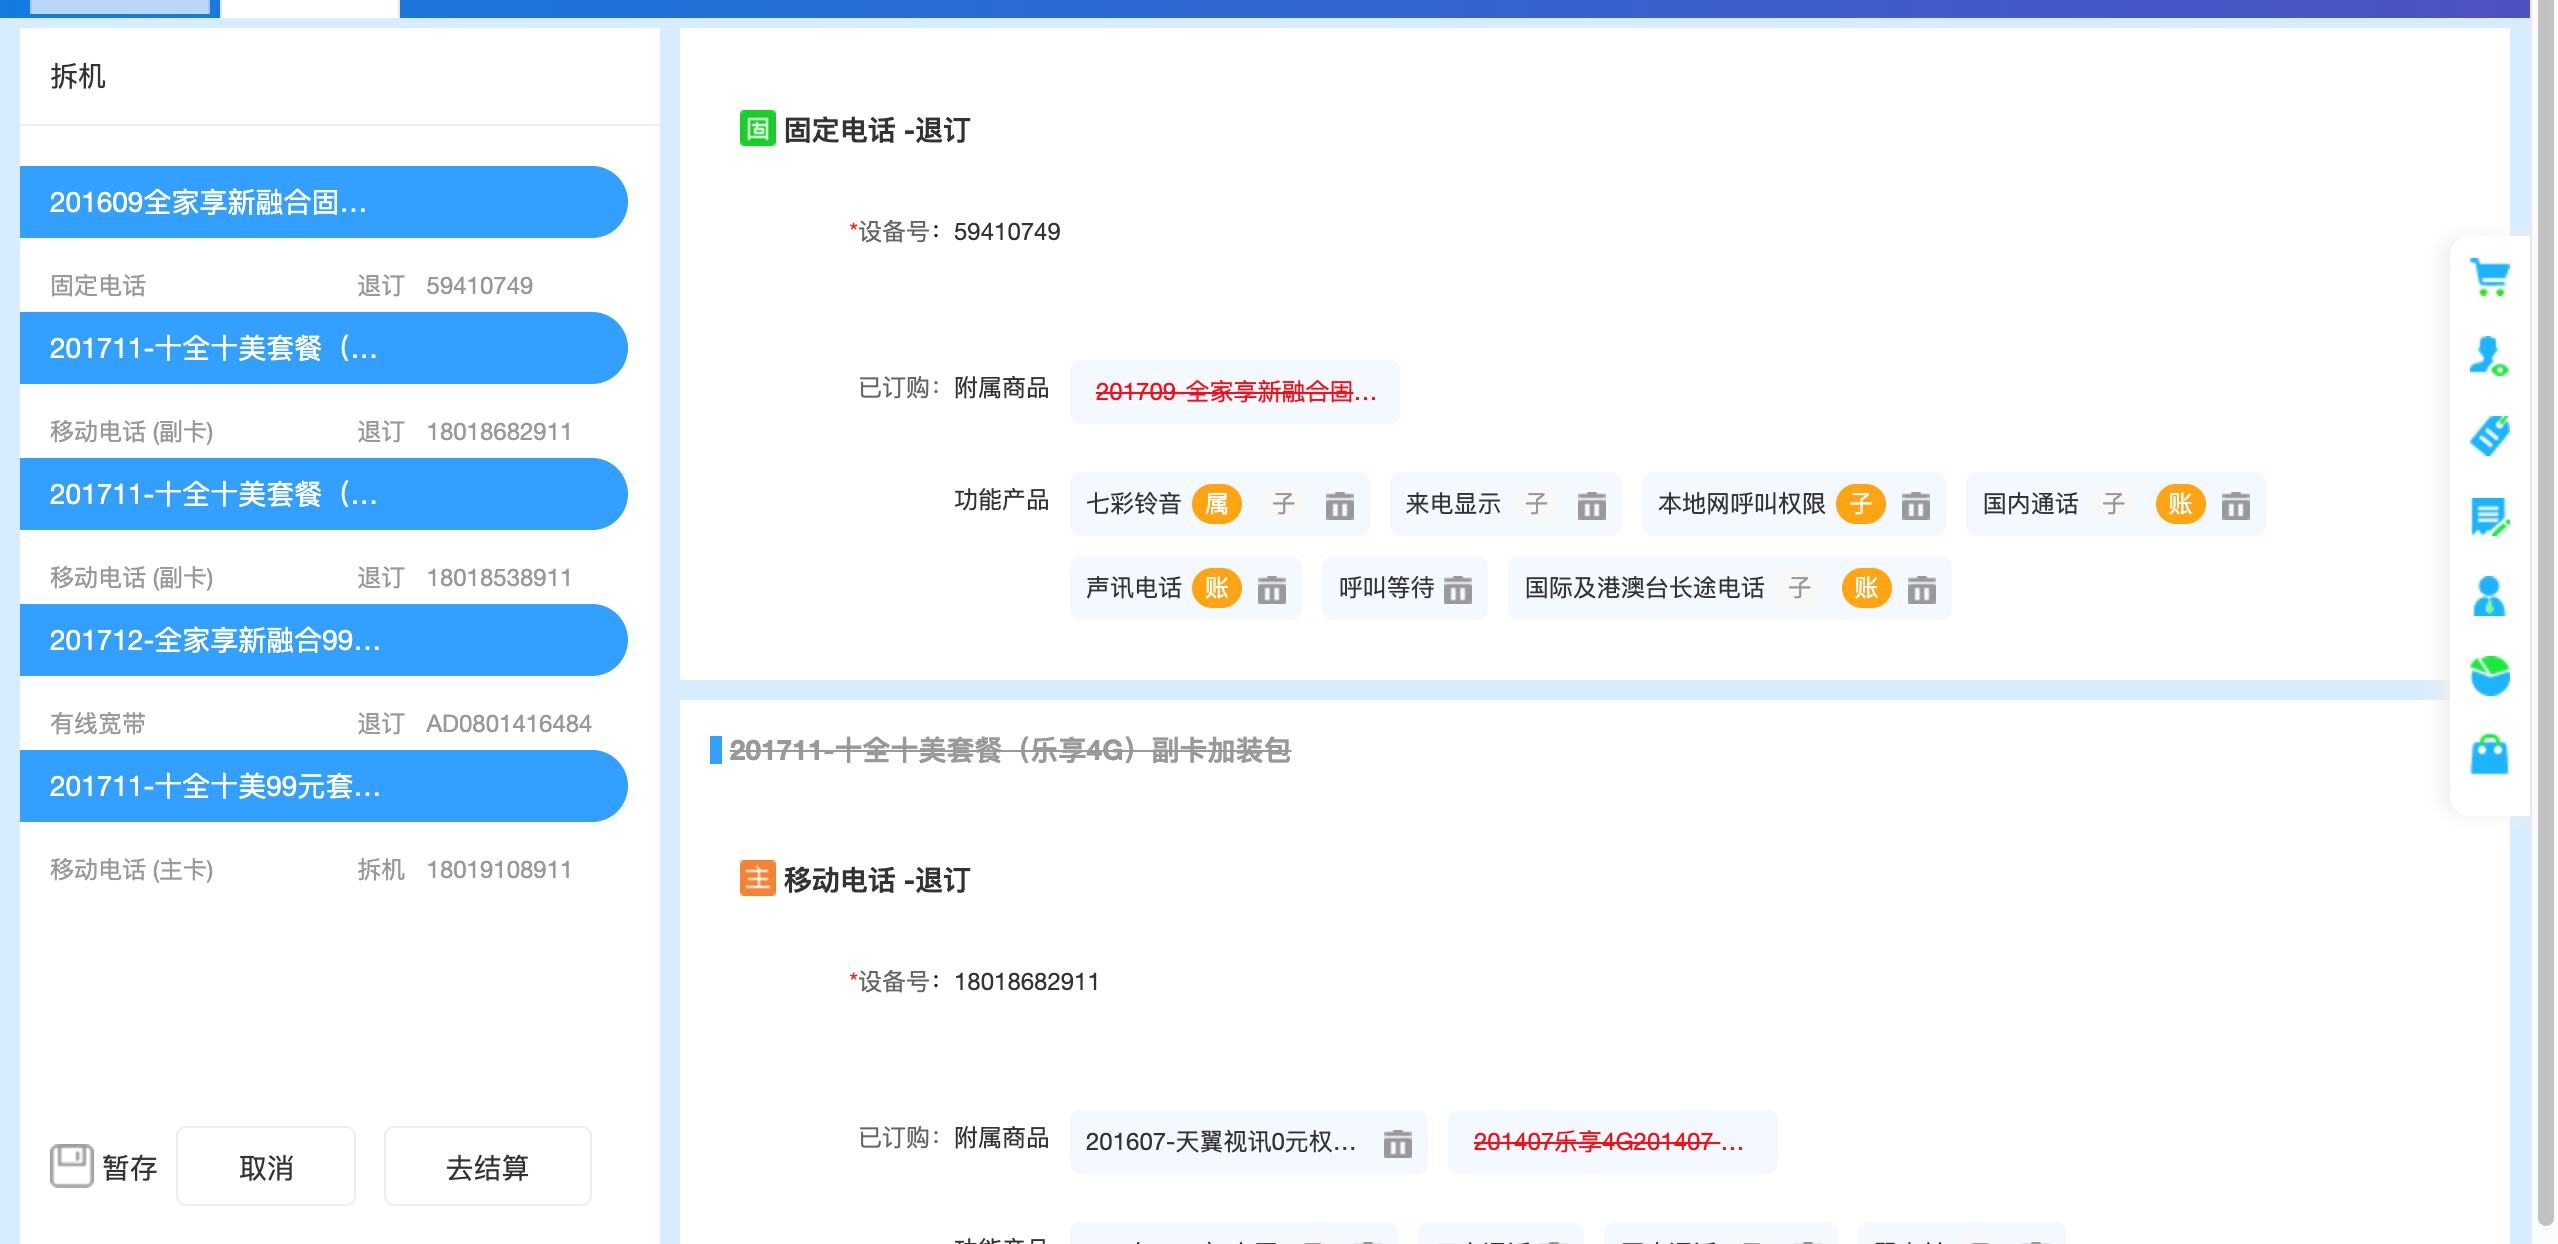 拆机
201609全家享新融合固...
固定电话 退订 59410749
201711-十全十美套餐（...
移动电话 (副卡) 退订 18018682911
201711-十全十美套餐（...
移动电话 (副卡) 退订 18018538911
201712-全家享新融合99...
有线宽带 退订 AD0801416484
201711-十全十美99元套...
移动电话 (主卡) 拆机 18019108911
暂存 取消 去结算
固 固定电话 -退订
*设备号： 59410749
已订购： 附属商品 201709-全家享新融合固...
功能产品 七彩铃音 属 子 来电显示 子 本地网呼叫权限 子 国内通话 子 账
声讯电话 账 呼叫等待 国际及港澳台长途电话 子 账
201711-十全十美套餐（乐享4G）副卡加装包
主 移动电话 -退订
*设备号： 18018682911
已订购： 附属商品 201607-天翼视讯0元权... 201407乐享4G201407-...